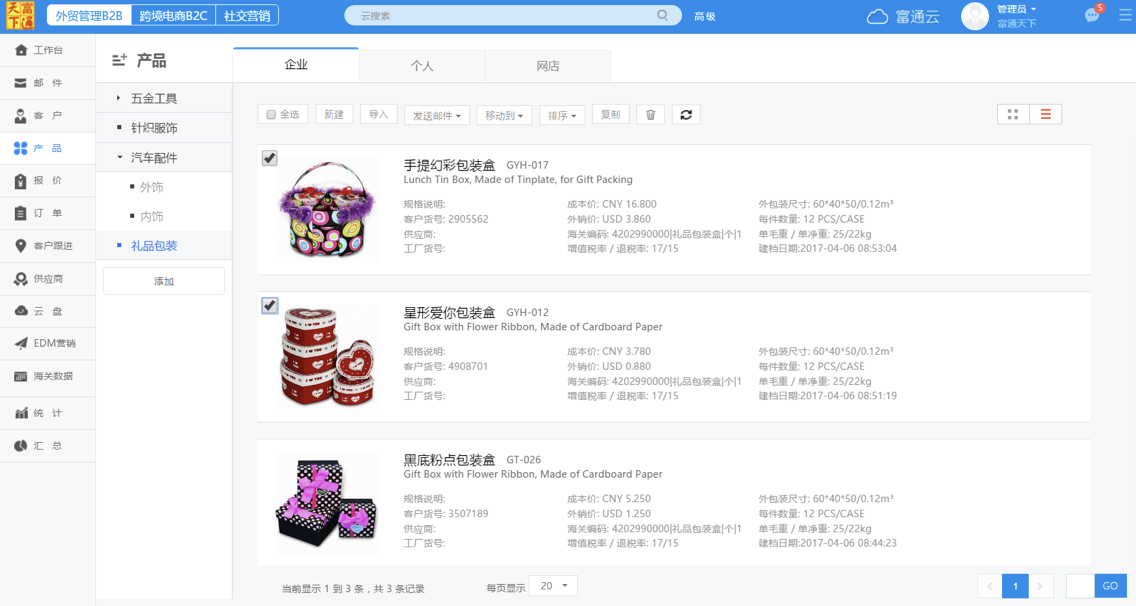 富通天下
外贸管理B2B 跨境电商B2C 社交营销
云搜索
高级
富通云
管理员
富通天下
5
工作台
邮 件
客 户
产 品
报 价
订 单
客户跟进
供应商
云 盘
EDM营销
海关数据
统 计
汇 总
产品
五金工具
针织服饰
汽车配件
外饰
内饰
礼品包装
添加
企业 个人 网店
全选 新建 导入 发送邮件 移动到 排序 复制
手提幻彩包装盒 GYH-017
Lunch Tin Box, Made of Tinplate, for Gift Packing
规格说明: 成本价: CNY 16.800 外包装尺寸: 60*40*50/0.12m³
客户货号: 2905562 外销价: USD 3.860 每件数量: 12 PCS/CASE
供应商: 海关编码: 4202990000|礼品包装盒|个|1 单毛重 / 单净重: 25/22kg
工厂货号: 增值税率 / 退税率: 17/15 建档日期:2017-04-06 08:53:04
星形爱你包装盒 GYH-012
Gift Box with Flower Ribbon, Made of Cardboard Paper
规格说明: 成本价: CNY 3.780 外包装尺寸: 60*40*50/0.12m³
客户货号: 4908701 外销价: USD 0.880 每件数量: 12 PCS/CASE
供应商: 海关编码: 4202990000|礼品包装盒|个|1 单毛重 / 单净重: 25/22kg
工厂货号: 增值税率 / 退税率: 17/15 建档日期:2017-04-06 08:51:19
黑底粉点包装盒 GT-026
Gift Box with Flower Ribbon, Made of Cardboard Paper
规格说明: 成本价: CNY 5.250 外包装尺寸: 60*40*50/0.12m³
客户货号: 3507189 外销价: USD 1.250 每件数量: 12 PCS/CASE
供应商: 海关编码: 4202990000|礼品包装盒|个|1 单毛重 / 单净重: 25/22kg
工厂货号: 增值税率 / 退税率: 17/15 建档日期:2017-04-06 08:44:23
当前显示 1 到 3 条，共 3 条记录 每页显示 20 1 GO